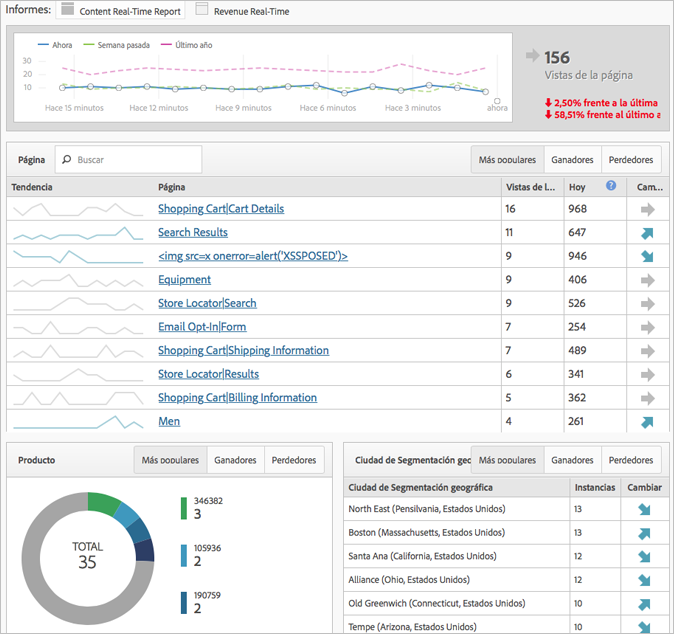 Informes: Content Real-Time Report Revenue Real-Time
Ahora Semana pasada Último año
30
20
10
Hace 15 minutos Hace 12 minutos Hace 9 minutos Hace 6 minutos Hace 3 minutos ahora
156
Vistas de la página
2,50% frente a la última
58,51% frente al último a
Página Buscar Más populares Ganadores Perdedores
Tendencia Página Vistas de l... Hoy ? Cam...
Shopping Cart|Cart Details 16 968
Search Results 11 647
<img src=x onerror=alert('XSSPOSED')> 9 946
Equipment 9 406
Store Locator|Search 9 526
Email Opt-In|Form 7 254
Shopping Cart|Shipping Information 7 489
Store Locator|Results 6 341
Shopping Cart|Billing Information 5 362
Men 4 261
Producto Más populares Ganadores Perdedores
TOTAL
35
346382
3
105936
2
190759
2
Ciudad de Segmentación geo Más populares Ganadores Perdedores
Ciudad de Segmentación geográfica Instancias Cambiar
North East (Pensilvania, Estados Unidos) 13
Boston (Massachusetts, Estados Unidos) 13
Santa Ana (California, Estados Unidos) 12
Alliance (Ohio, Estados Unidos) 12
Old Greenwich (Connecticut, Estados Unidos) 10
Tempe (Arizona, Estados Unidos) 10